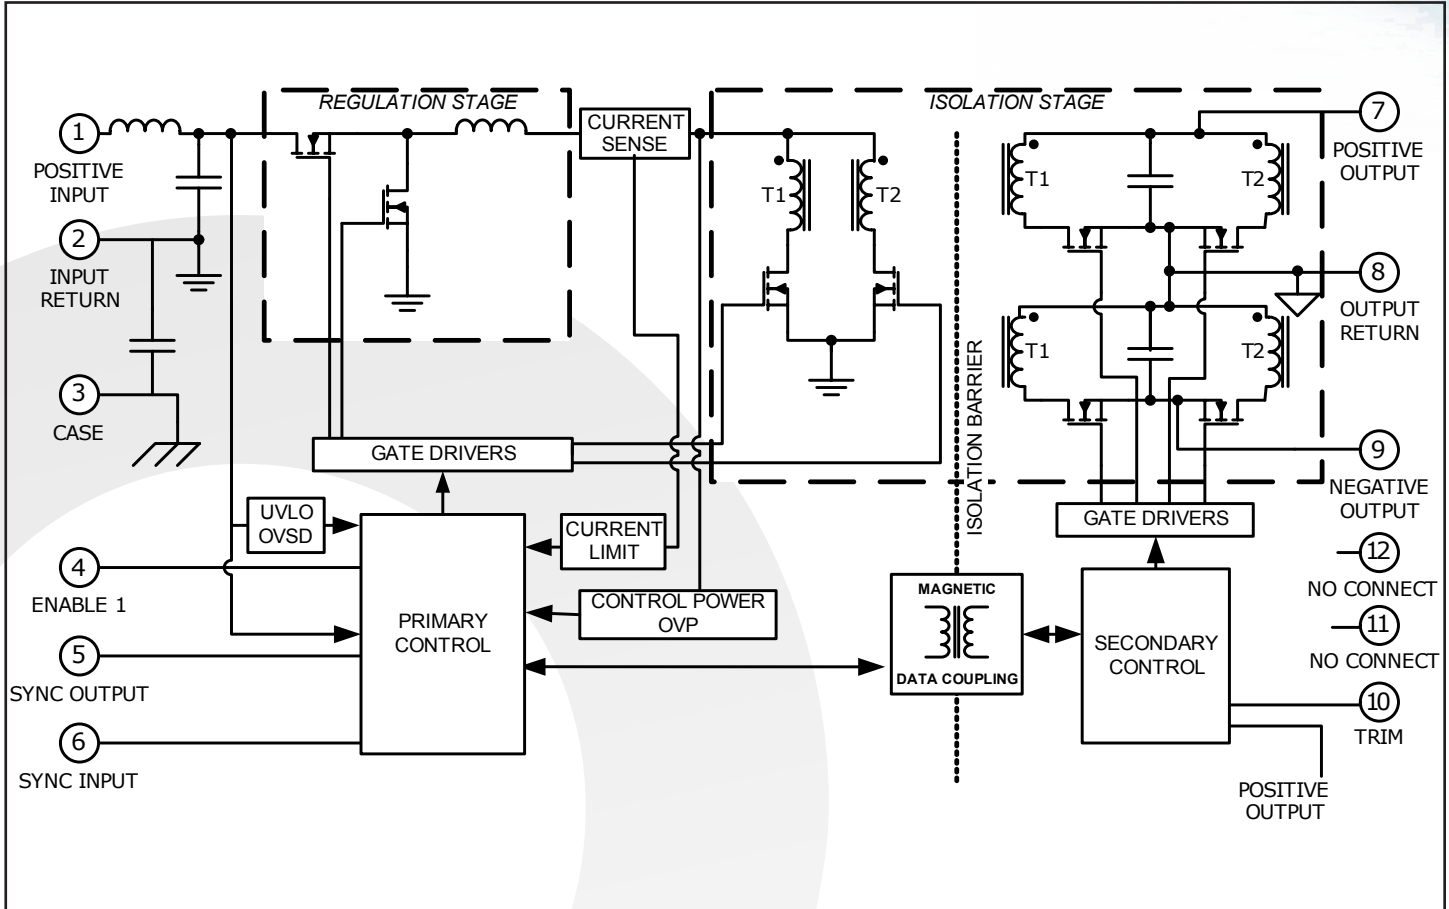 REGULATION STAGE
ISOLATION STAGE
1
POSITIVE
INPUT
CURRENT
SENSE
7
POSITIVE
OUTPUT
T1
T2
T1
T2
2
INPUT
RETURN
8
OUTPUT
RETURN
T1
T2
3
CASE
ISOLATION BARRIER
GATE DRIVERS
9
NEGATIVE
OUTPUT
UVLO
OVSD
CURRENT
LIMIT
GATE DRIVERS
12
NO CONNECT
4
ENABLE 1
PRIMARY
CONTROL
CONTROL POWER
OVP
MAGNETIC
DATA COUPLING
SECONDARY
CONTROL
11
NO CONNECT
5
SYNC OUTPUT
10
TRIM
6
SYNC INPUT
POSITIVE
OUTPUT